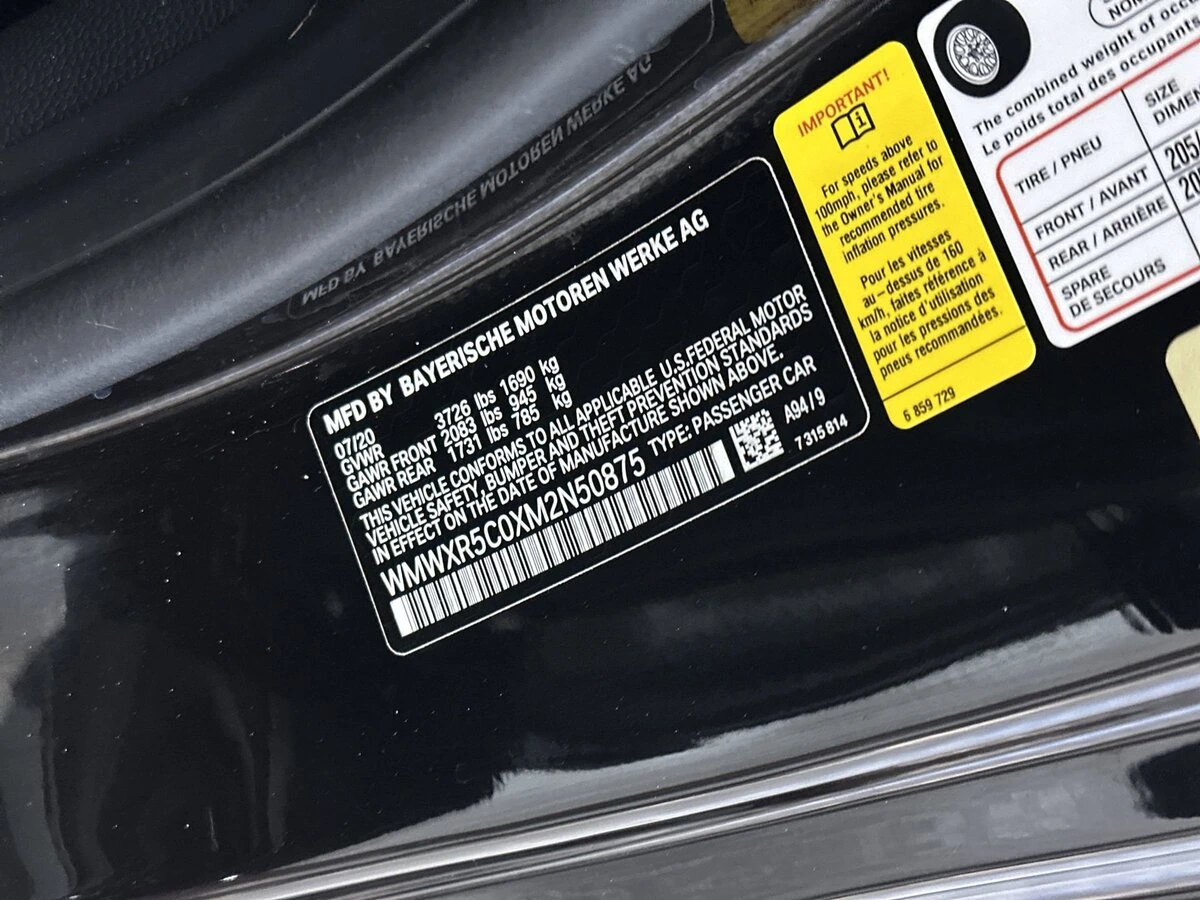 MFD BY BAYERISCHE MOTOREN WERKE AG
MFD BY BAYERISCHE MOTOREN WERKE AG
07/20
GVWR 3726 lbs 1690 kg
GAWR FRONT 2083 lbs 945 kg
GAWR REAR 1731 lbs 785 kg
THIS VEHICLE CONFORMS TO ALL APPLICABLE U.S.FEDERAL MOTOR
VEHICLE SAFETY, BUMPER AND THEFT PREVENTION STANDARDS
IN EFFECT ON THE DATE OF MANUFACTURE SHOWN ABOVE.
WMWXR5C0XM2N50875 TYPE: PASSENGER CAR
A94/9
7315814
IMPORTANT!
For speeds above
100mph, please refer to
the Owner's Manual for
recommended tire
inflation pressures.
Pour les vitesses
au-dessus de 160
km/h, faites référence à
la notice d'utilisation
pour les pressions des
pneus recommandées.
6 859 729
The combined weight of
Le poids total des occupants
TIRE / PNEU
SIZE
FRONT / AVANT
REAR / ARRIÈRE
SPARE
DE SECOURS